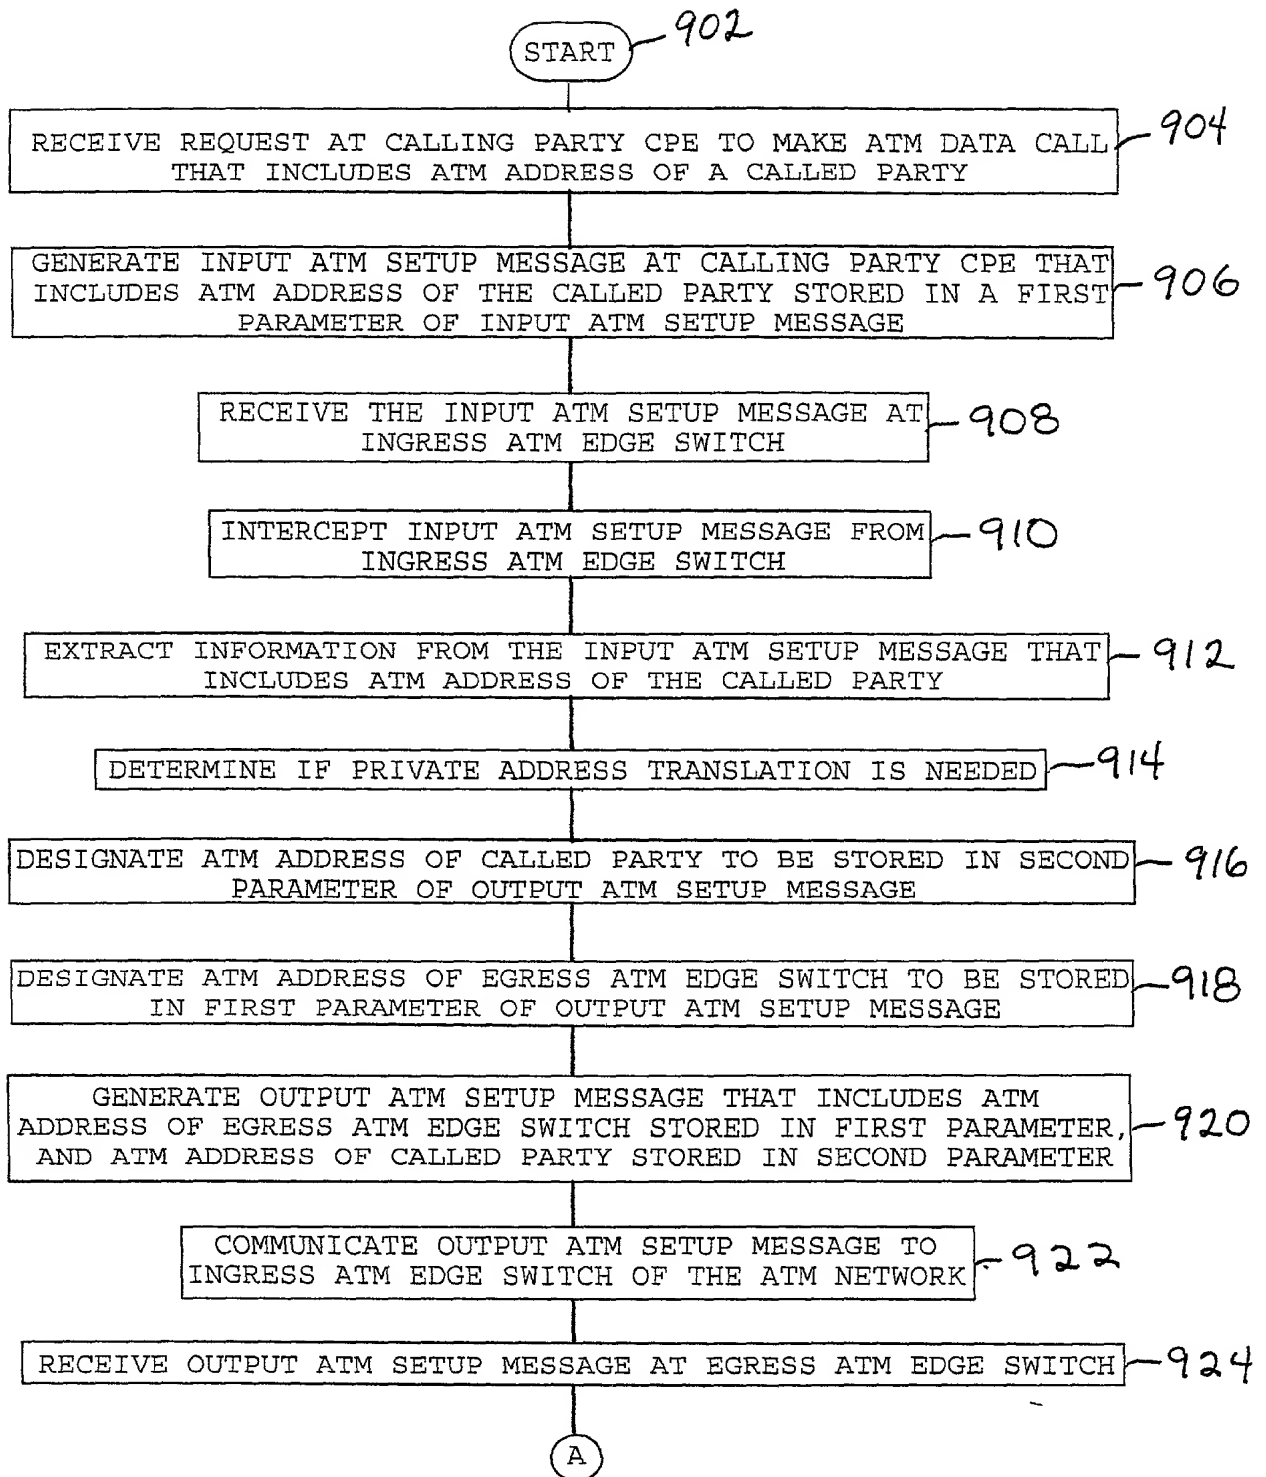 START
902
RECEIVE REQUEST AT CALLING PARTY CPE TO MAKE ATM DATA CALL
THAT INCLUDES ATM ADDRESS OF A CALLED PARTY
904
GENERATE INPUT ATM SETUP MESSAGE AT CALLING PARTY CPE THAT
INCLUDES ATM ADDRESS OF THE CALLED PARTY STORED IN A FIRST
PARAMETER OF INPUT ATM SETUP MESSAGE
906
RECEIVE THE INPUT ATM SETUP MESSAGE AT
INGRESS ATM EDGE SWITCH
908
INTERCEPT INPUT ATM SETUP MESSAGE FROM
INGRESS ATM EDGE SWITCH
910
EXTRACT INFORMATION FROM THE INPUT ATM SETUP MESSAGE THAT
INCLUDES ATM ADDRESS OF THE CALLED PARTY
912
DETERMINE IF PRIVATE ADDRESS TRANSLATION IS NEEDED
914
DESIGNATE ATM ADDRESS OF CALLED PARTY TO BE STORED IN SECOND
PARAMETER OF OUTPUT ATM SETUP MESSAGE
916
DESIGNATE ATM ADDRESS OF EGRESS ATM EDGE SWITCH TO BE STORED
IN FIRST PARAMETER OF OUTPUT ATM SETUP MESSAGE
918
GENERATE OUTPUT ATM SETUP MESSAGE THAT INCLUDES ATM
ADDRESS OF EGRESS ATM EDGE SWITCH STORED IN FIRST PARAMETER,
AND ATM ADDRESS OF CALLED PARTY STORED IN SECOND PARAMETER
920
COMMUNICATE OUTPUT ATM SETUP MESSAGE TO
INGRESS ATM EDGE SWITCH OF THE ATM NETWORK
922
RECEIVE OUTPUT ATM SETUP MESSAGE AT EGRESS ATM EDGE SWITCH
924
A